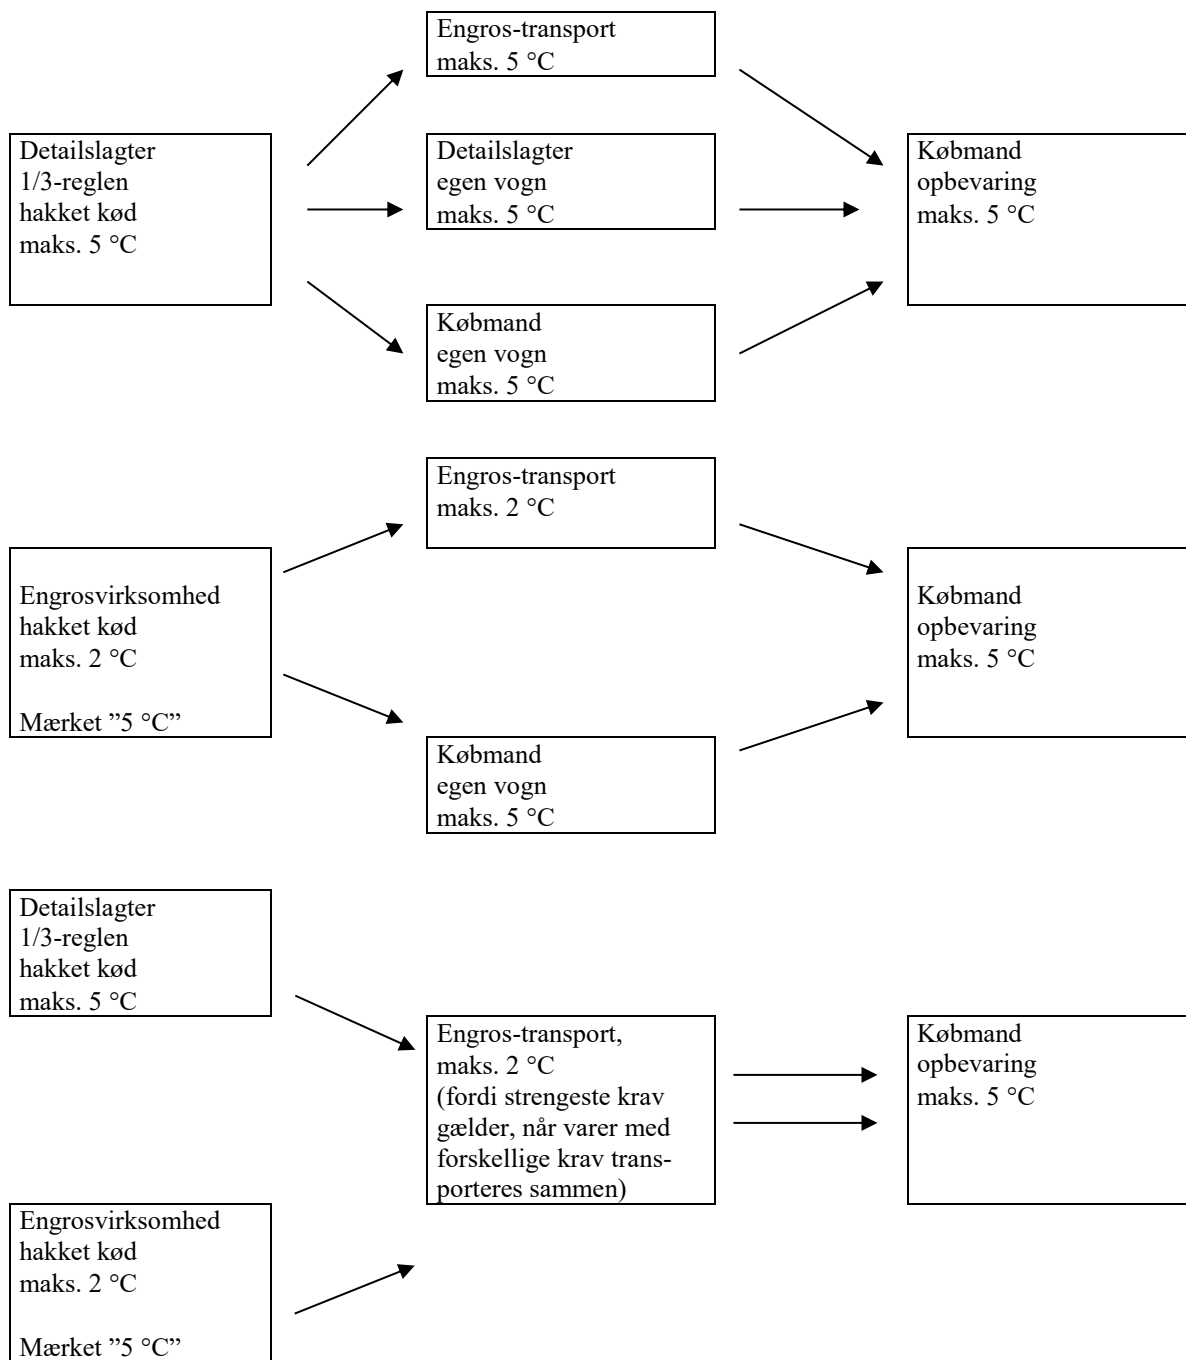 Engros-transport
maks. 5 °C
Detailslagter
1/3-reglen
hakket kød
maks. 5 °C
Detailslagter
egen vogn
maks. 5 °C
Købmand
opbevaring
maks. 5 °C
Købmand
egen vogn
maks. 5 °C
Engros-transport
maks. 2 °C
Engrosvirksomhed
hakket kød
maks. 2 °C
Mærket ”5 °C”
Købmand
opbevaring
maks. 5 °C
Købmand
egen vogn
maks. 5 °C
Detailslagter
1/3-reglen
hakket kød
maks. 5 °C
Engros-transport,
maks. 2 °C
(fordi strengeste krav
gælder, når varer med
forskellige krav trans-
porteres sammen)
Købmand
opbevaring
maks. 5 °C
Engrosvirksomhed
hakket kød
maks. 2 °C
Mærket ”5 °C”